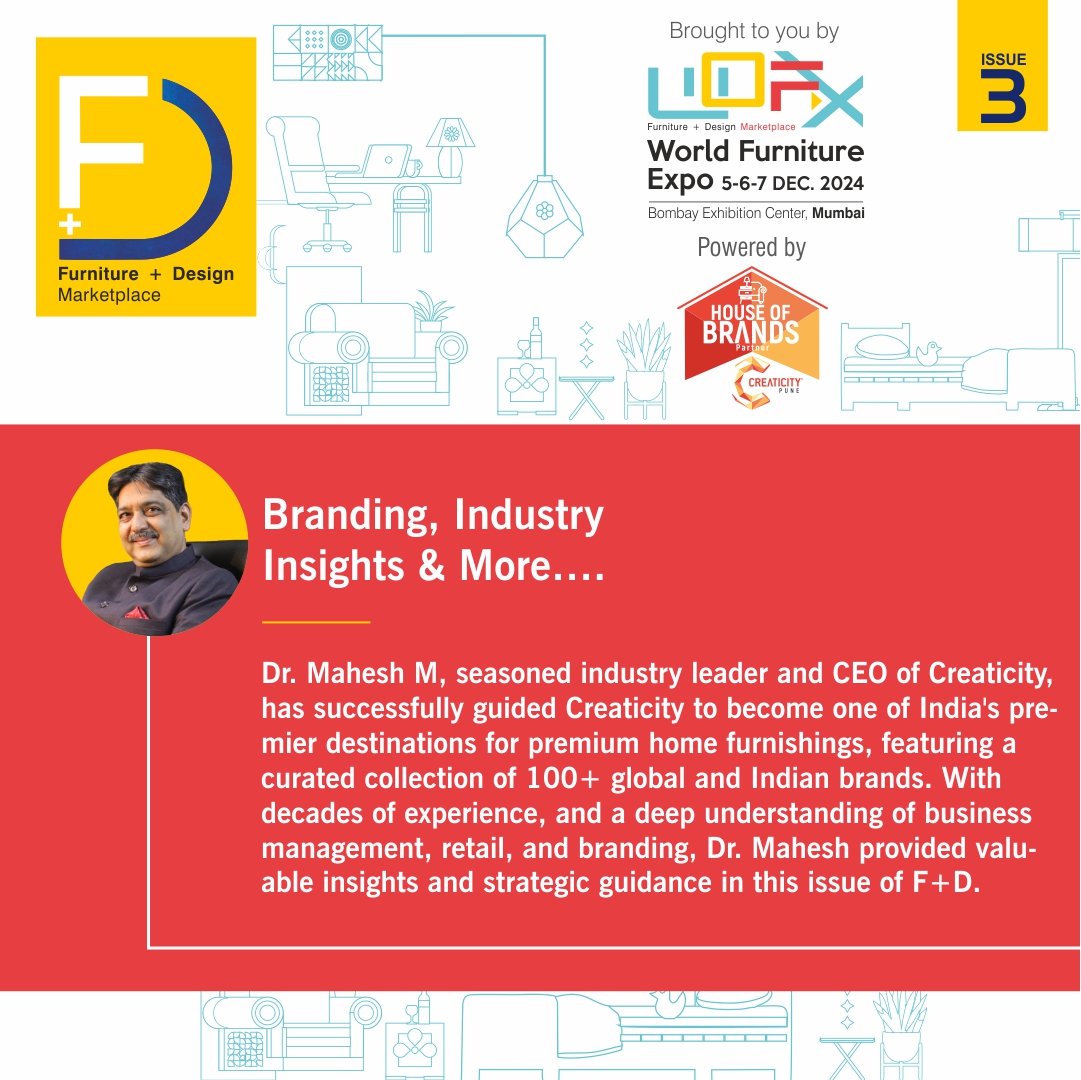 F
+
D
Furniture + Design
Marketplace
Brought to you by
WOFX
Furniture + Design Marketplace
World Furniture
Expo 5-6-7 DEC. 2024
Bombay Exhibition Center, Mumbai
Powered by
HOUSE OF
BRANDS
Partner
CREATICITY
PUNE
ISSUE
3
Branding, Industry
Insights & More....
Dr. Mahesh M, seasoned industry leader and CEO of Creaticity,
has successfully guided Creaticity to become one of India's pre-
mier destinations for premium home furnishings, featuring a
curated collection of 100+ global and Indian brands. With
decades of experience, and a deep understanding of business
management, retail, and branding, Dr. Mahesh provided valu-
able insights and strategic guidance in this issue of F+D.